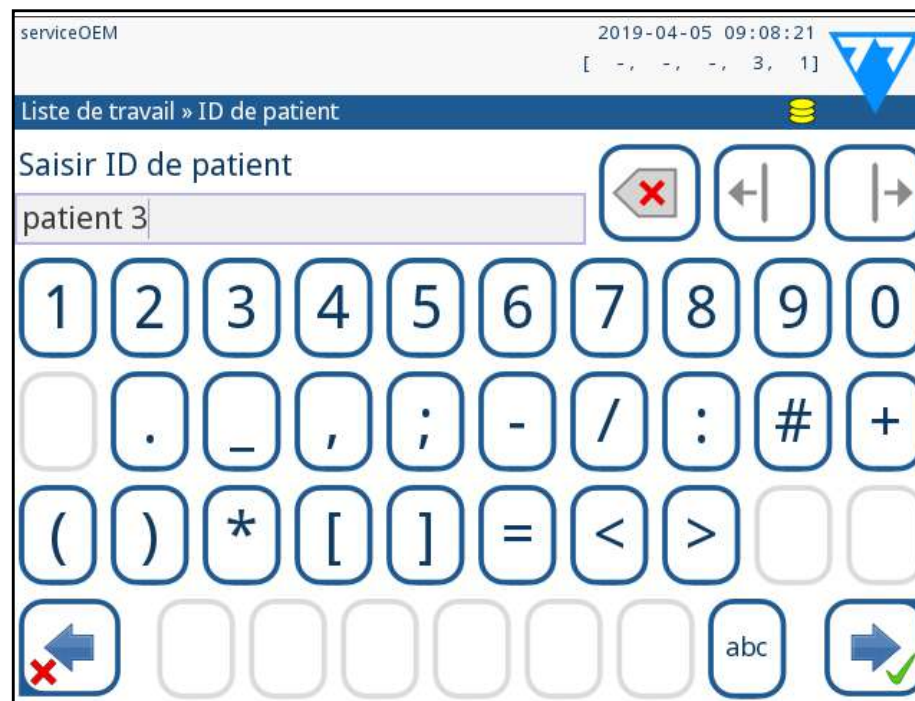 serviceOEM 2019-04-05 09:08:21
[ -, -, -, 3, 1]
Liste de travail » ID de patient
Saisir ID de patient
patient 3
1 2 3 4 5 6 7 8 9 0
. _ , ; - / : # +
( ) * [ ] = < >
abc